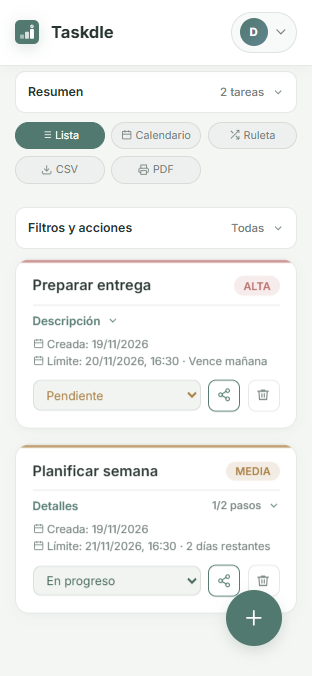 Taskdle
D
Resumen 2 tareas
Lista Calendario Ruleta
CSV PDF
Filtros y acciones Todas
Preparar entrega ALTA
Descripción
Creada: 19/11/2026
Límite: 20/11/2026, 16:30 · Vence mañana
Pendiente
Planificar semana MEDIA
Detalles 1/2 pasos
Creada: 19/11/2026
Límite: 21/11/2026, 16:30 · 2 días restantes
En progreso